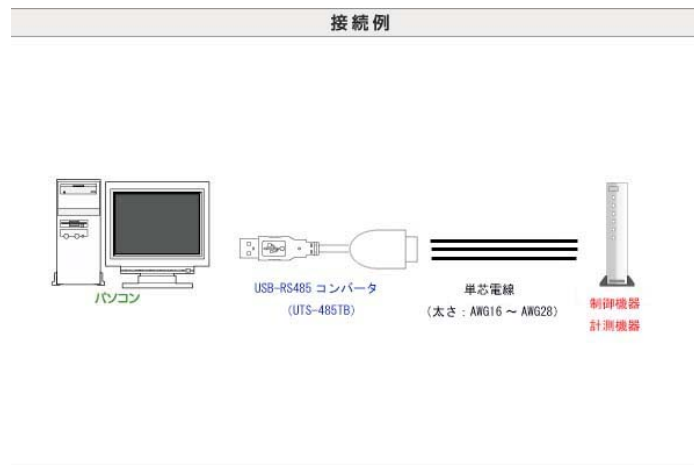 接続例
パソコン
USB-RS485 コンバータ
(UTS-485TB)
単芯電線
(太さ：AWG16 ～ AWG28)
制御機器
計測機器